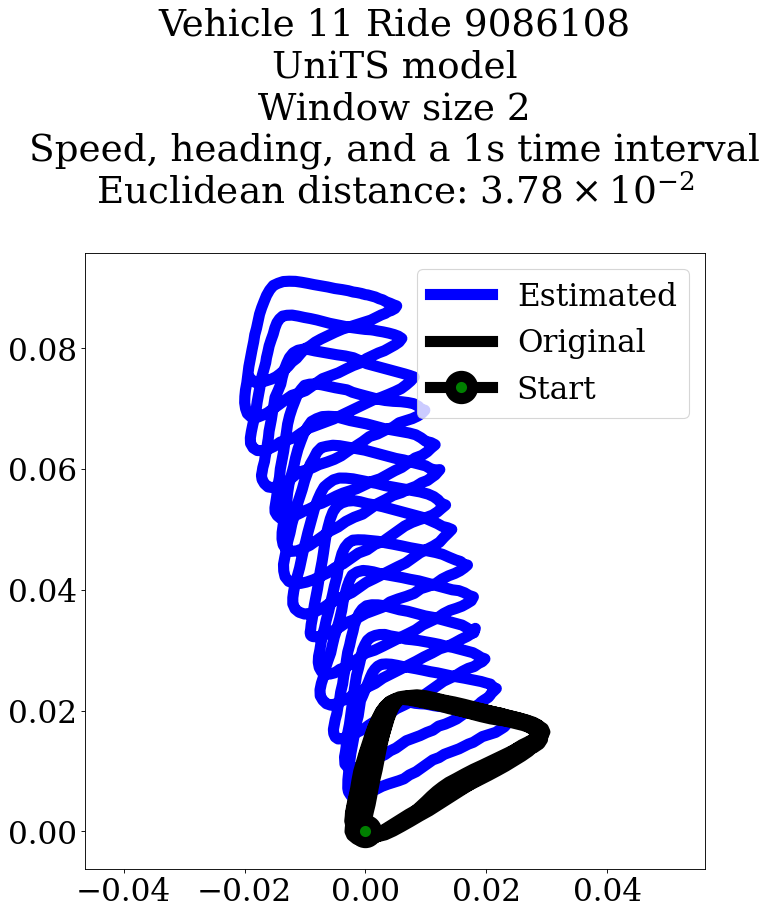 Vehicle 11 Ride 9086108
UniTS model
Window size 2
Speed, heading, and a 1s time interval
Euclidean distance: 3.78 × 10⁻²
Estimated
Original
Start
0.08
0.06
0.04
0.02
0.00
−0.04 −0.02 0.00 0.02 0.04